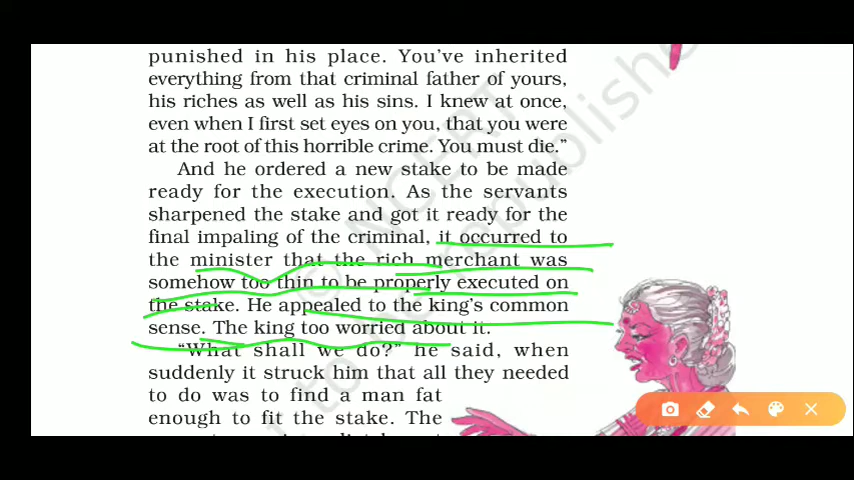 punished in his place. You've inherited
everything from that criminal father of yours,
his riches as well as his sins. I knew at once,
even when I first set eyes on you, that you were
at the root of this horrible crime. You must die."
And he ordered a new stake to be made
ready for the execution. As the servants
sharpened the stake and got it ready for the
final impaling of the criminal, it occurred to
the minister that the rich merchant was
somehow too thin to be properly executed on
the stake. He appealed to the king's common
sense. The king too worried about it.
"What shall we do?" he said, when
suddenly it struck him that all they needed
to do was to find a man fat
enough to fit the stake. The
© NCERT
to republishe